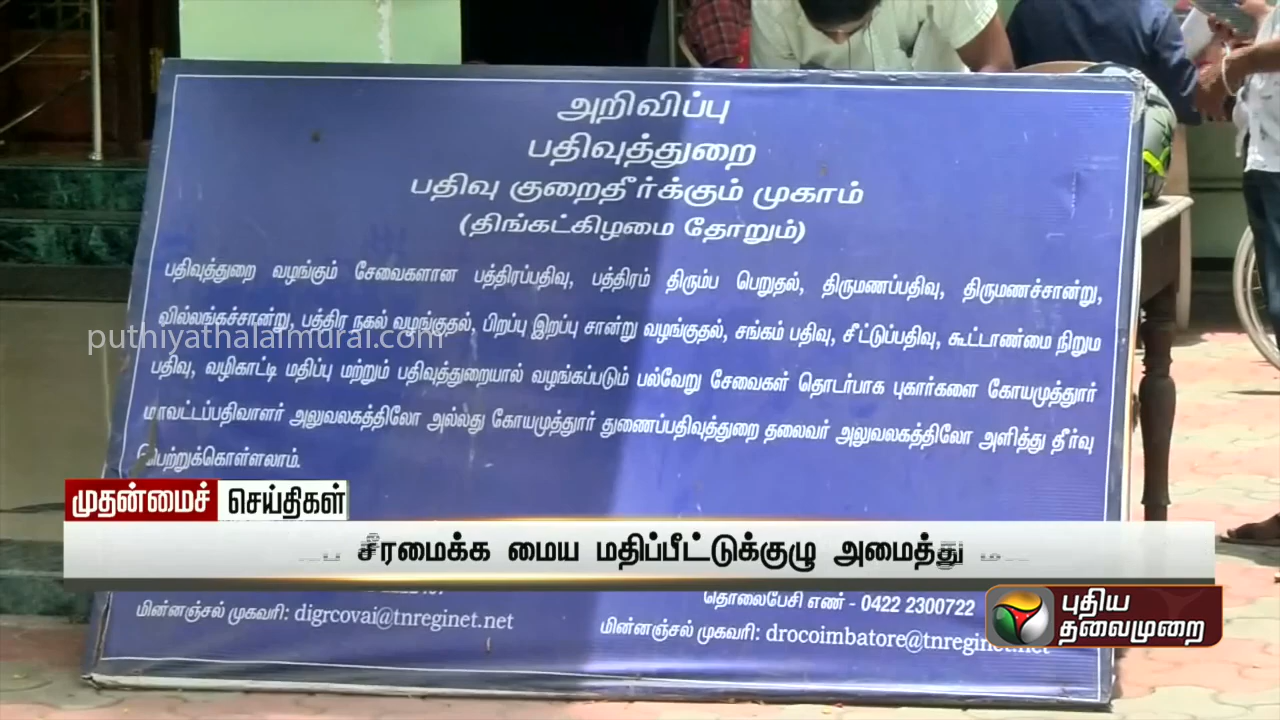 அறிவிப்பு
பதிவுத்துறை
பதிவு குறைதீர்க்கும் முகாம்
(திங்கட்கிழமை தோறும்)
பதிவுத்துறை வழங்கும் சேவைகளான பத்திரப்பதிவு, பத்திரம் திரும்ப பெறுதல், திருமணப்பதிவு, திருமணச்சான்று,
வில்லங்கச்சான்று, பத்திர நகல் வழங்குதல், பிறப்பு இறப்பு சான்று வழங்குதல், சங்கம் பதிவு, சீட்டுப்பதிவு, கூட்டாண்மை நிறும
puthiyathalaimurai.com
பதிவு, வழிகாட்டி மதிப்பு மற்றும் பதிவுத்துறையால் வழங்கப்படும் பல்வேறு சேவைகள் தொடர்பாக புகார்களை கோயமுத்தூர்
மாவட்டப்பதிவாளர் அலுவலகத்திலோ அல்லது கோயமுத்தூர் துணைப்பதிவுத்துறை தலைவர் அலுவலகத்திலோ அளித்து தீர்வு
பெற்றுக்கொள்ளலாம்.
முதன்மைச் செய்திகள்
சீரமைக்க மைய மதிப்பீட்டுக்குழு அமைத்து
தொலைபேசி எண் - 0422 2300722
மின்னஞ்சல் முகவரி: digrcovai@tnreginet.net
மின்னஞ்சல் முகவரி: drocoimbatore@tnreginet.net
புதிய
தலைமுறை